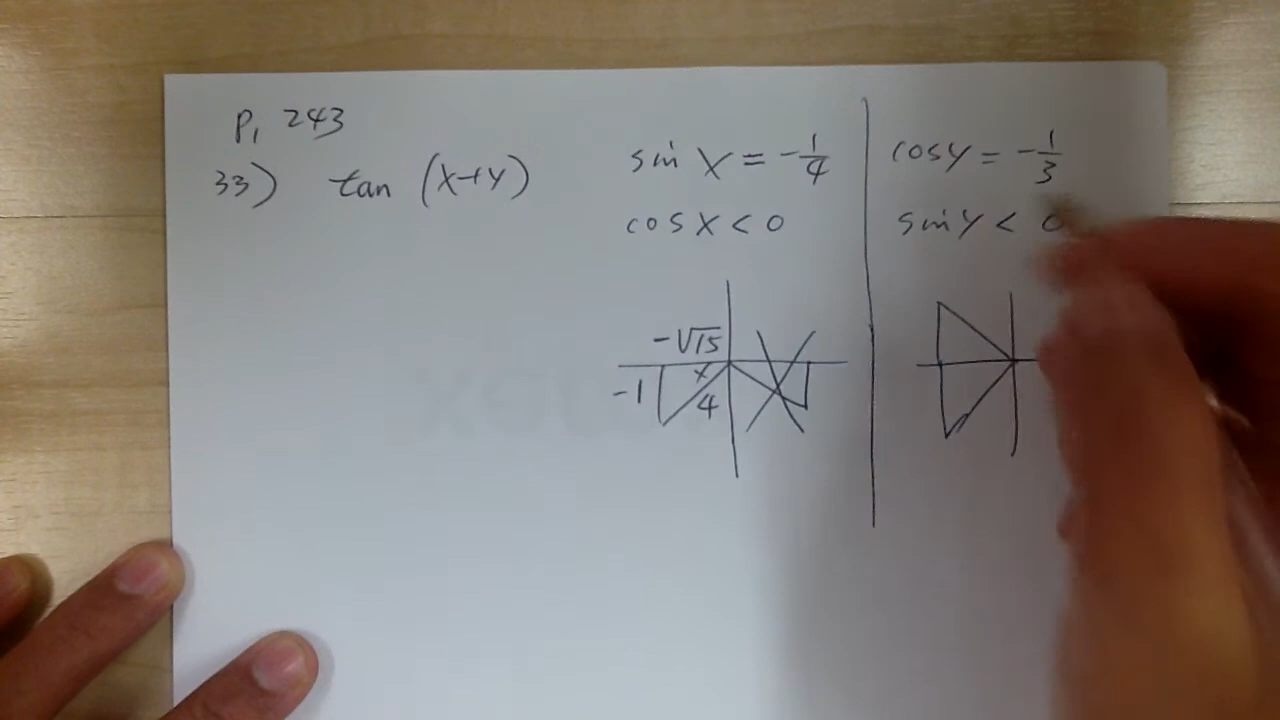 P. 243
33) tan (x+y)
sin x = -1/4
cos x < 0
-√15
-1
x
4
cos y = -1/3
sin y < 0